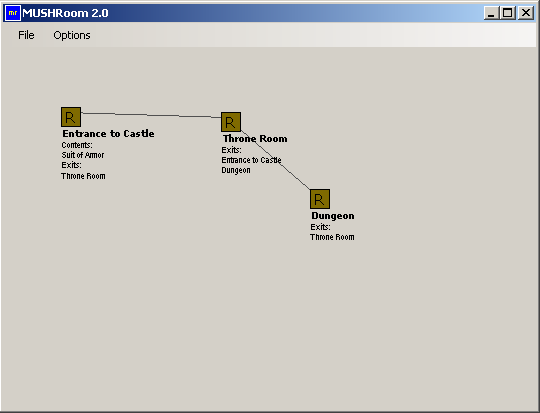 mr MUSHRoom 2.0
File Options
R
Entrance to Castle
Contents:
Suit of Armor
Exits:
Throne Room
R
Throne Room
Exits:
Entrance to Castle
Dungeon
R
Dungeon
Exits:
Throne Room